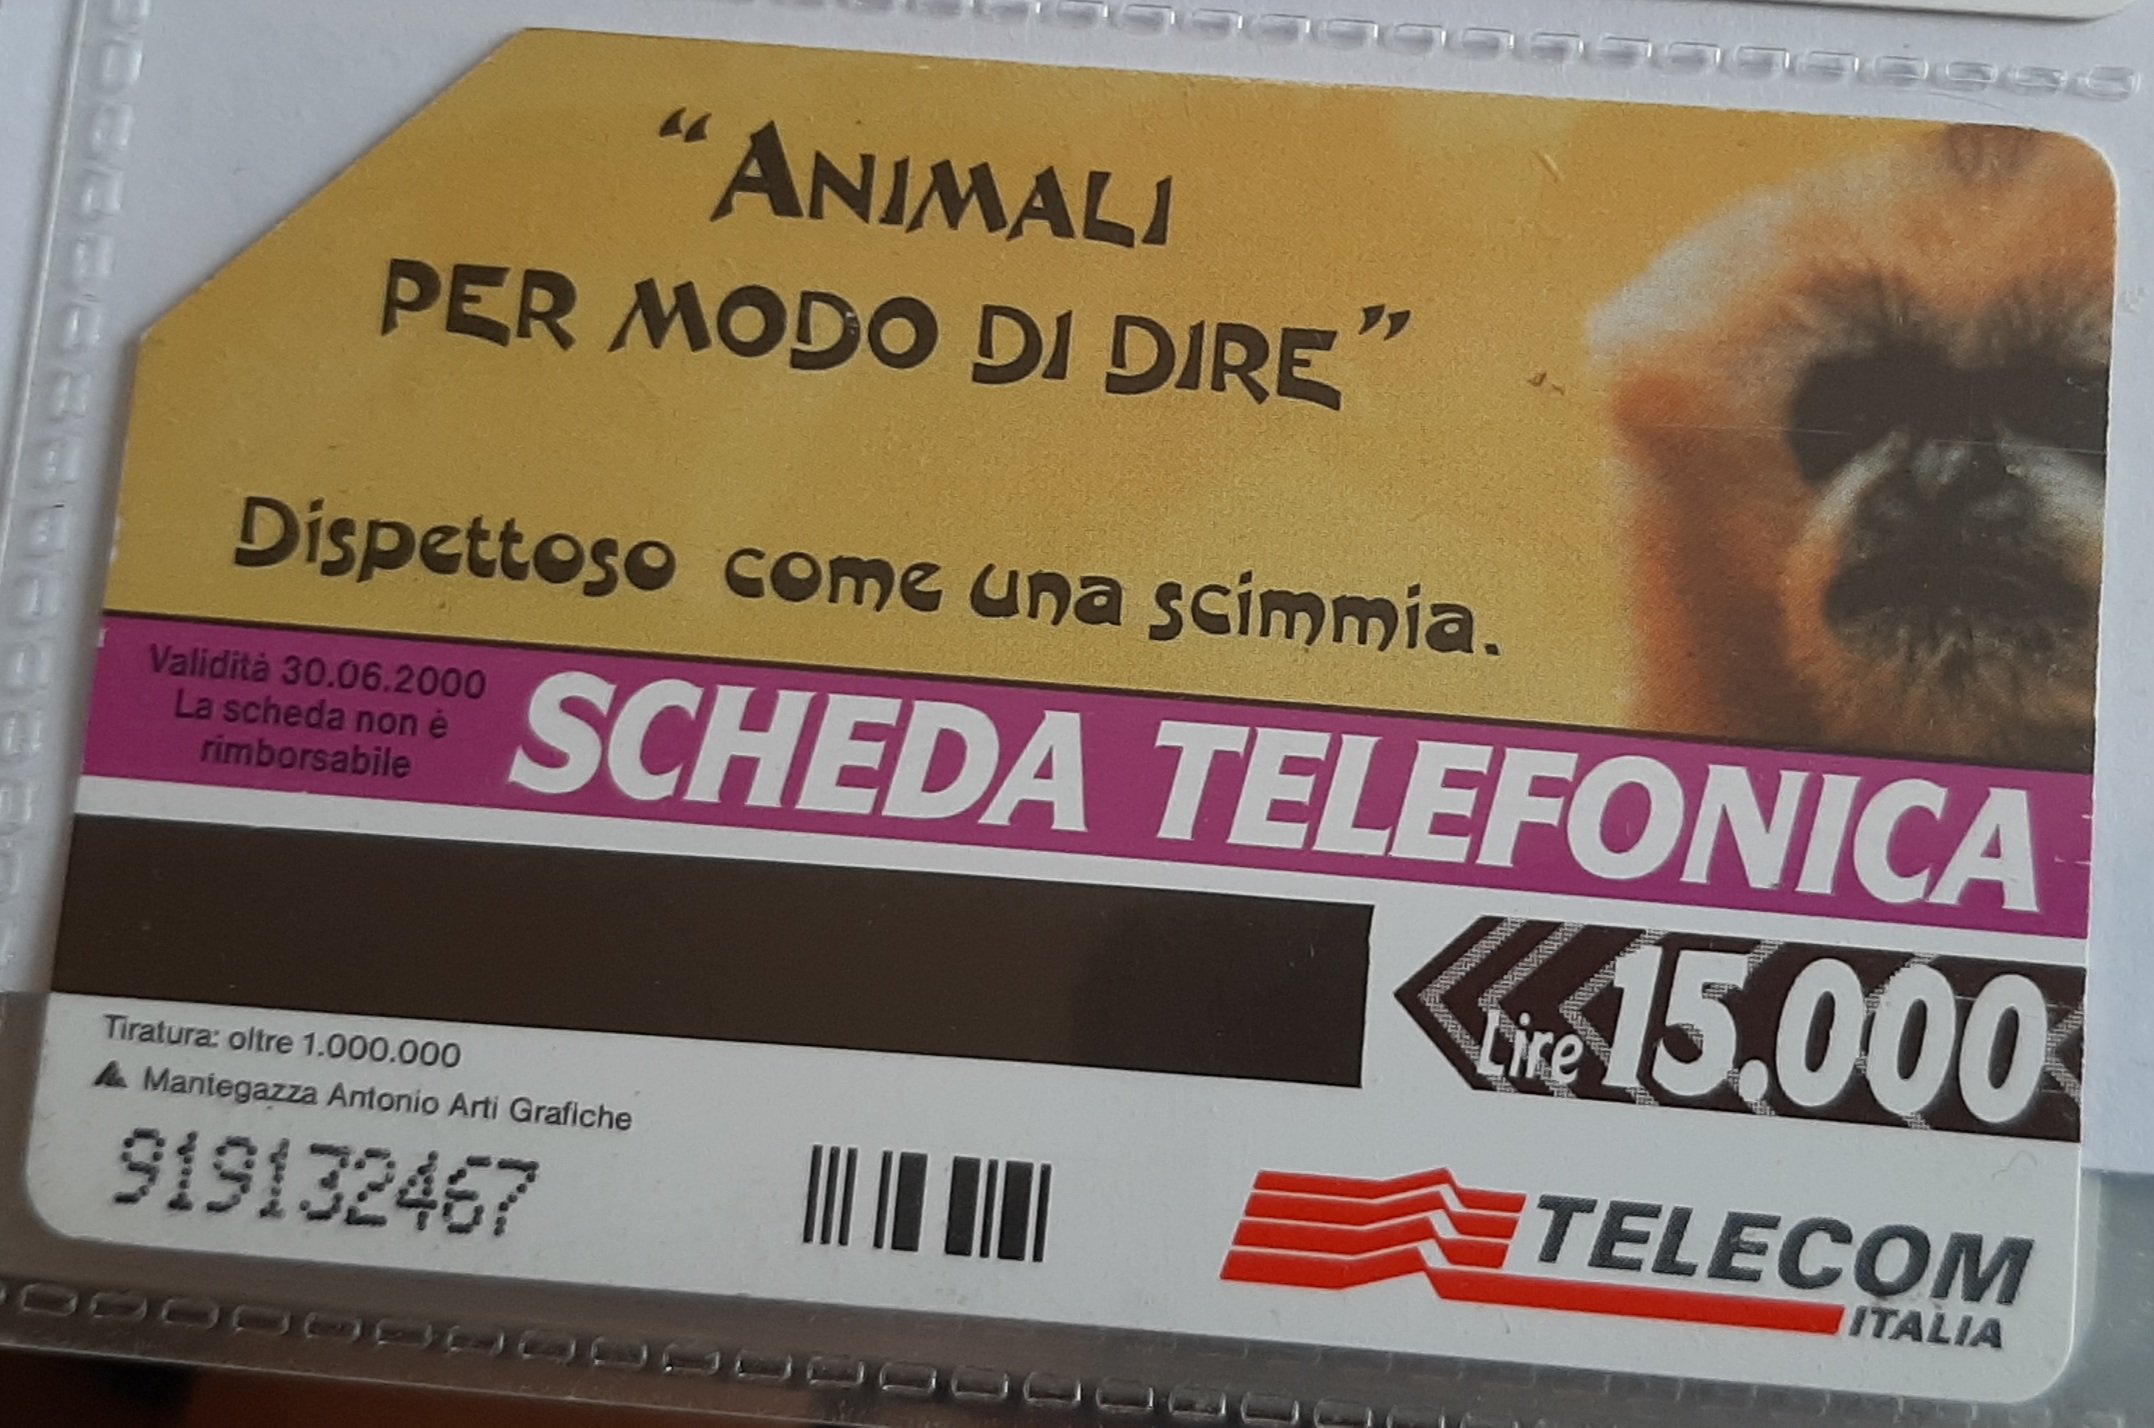 "ANIMALI
PER MODO DI DIRE"
Dispettoso come una scimmia.
Validità 30.06.2000
La scheda non è
rimborsabile
SCHEDA TELEFONICA
Lire 15.000
Tiratura: oltre 1.000.000
Mantegazza Antonio Arti Grafiche
919132467
TELECOM
ITALIA